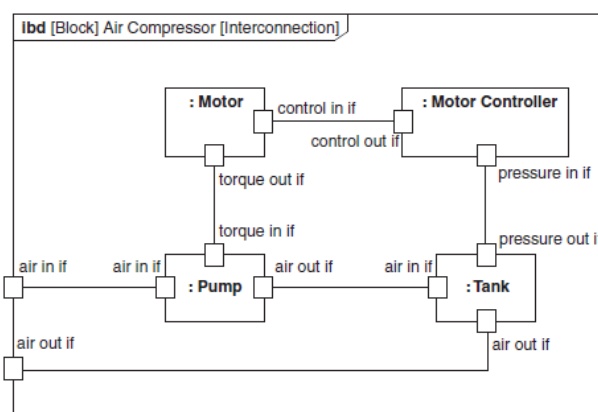 ibd [Block] Air Compressor [Interconnection]
: Motor
control in if
: Motor Controller
control out if
torque out if
pressure in if
torque in if
pressure out if
air in if
air in if
: Pump
air out if
air in if
: Tank
air out if
air out if